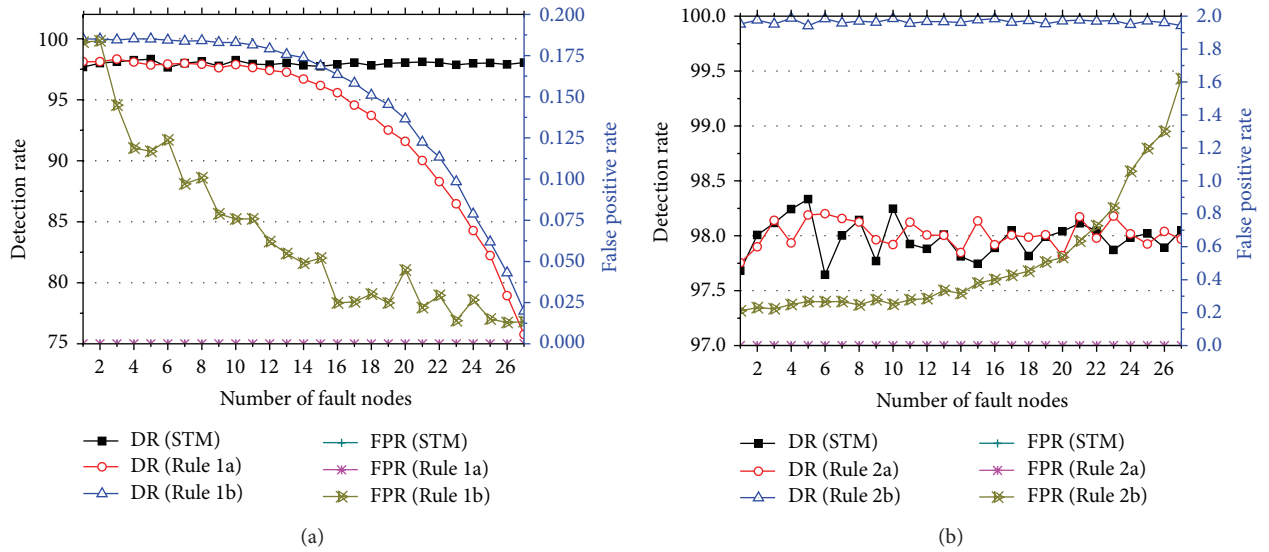 100
95
90
85
80
75
Detection rate
0.200
0.175
0.150
0.125
0.100
0.075
0.050
0.025
0.000
False positive rate
2 4 6 8 10 12 14 16 18 20 22 24 26
Number of fault nodes
DR (STM)
DR (Rule 1a)
DR (Rule 1b)
FPR (STM)
FPR (Rule 1a)
FPR (Rule 1b)
(a)
100.0
99.5
99.0
98.5
98.0
97.5
97.0
Detection rate
2.0
1.8
1.6
1.4
1.2
1.0
0.8
0.6
0.4
0.2
0.0
False positive rate
2 4 6 8 10 12 14 16 18 20 22 24 26
Number of fault nodes
DR (STM)
DR (Rule 2a)
DR (Rule 2b)
FPR (STM)
FPR (Rule 2a)
FPR (Rule 2b)
(b)